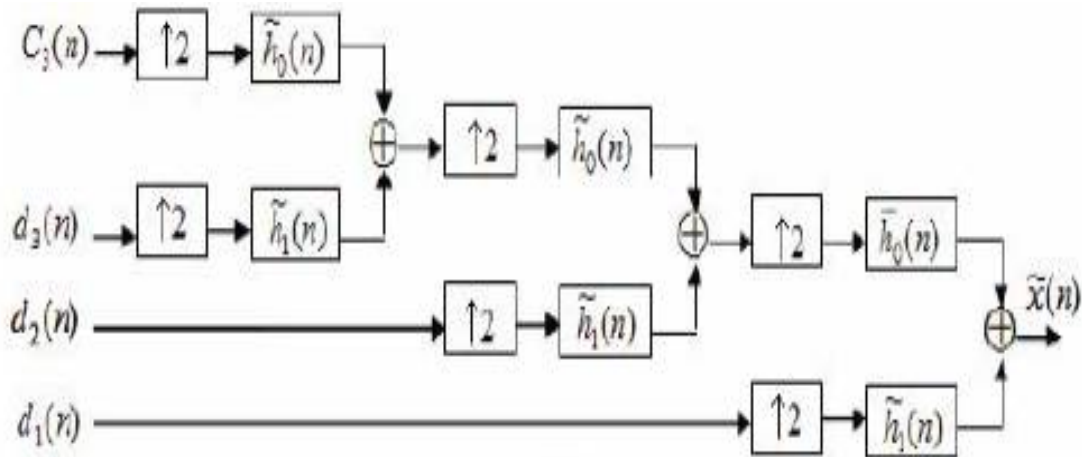 C₃(n) ↑2 h̃₀(n)
↑2 h̃₀(n)
d₃(n) ↑2 h̃₁(n)
↑2 h̄₀(n)
x̃(n)
d₂(n) ↑2 h̃₁(n)
d₁(n) ↑2 h̃₁(n)